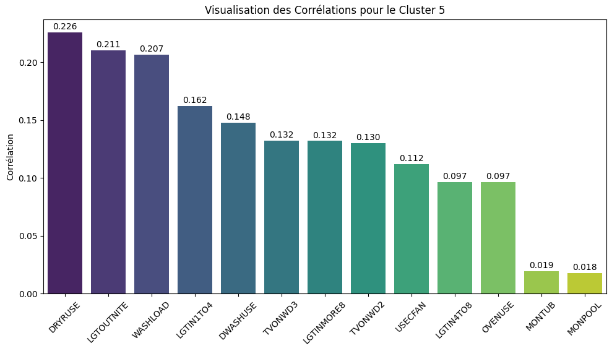 Visualisation des Corrélations pour le Cluster 5
Corrélation
0.20
0.15
0.10
0.05
0.00
0.226
0.211
0.207
0.162
0.148
0.132
0.132
0.130
0.112
0.097
0.097
0.019
0.018
DRYRUSE
LGTOUTNITE
WASHLOAD
LGTIN1TO4
DWASHUSE
TVONWD3
LGTINMORE8
TVONWD2
USECFAN
LGTIN4TO8
OVENUSE
MONTUB
MONPOOL